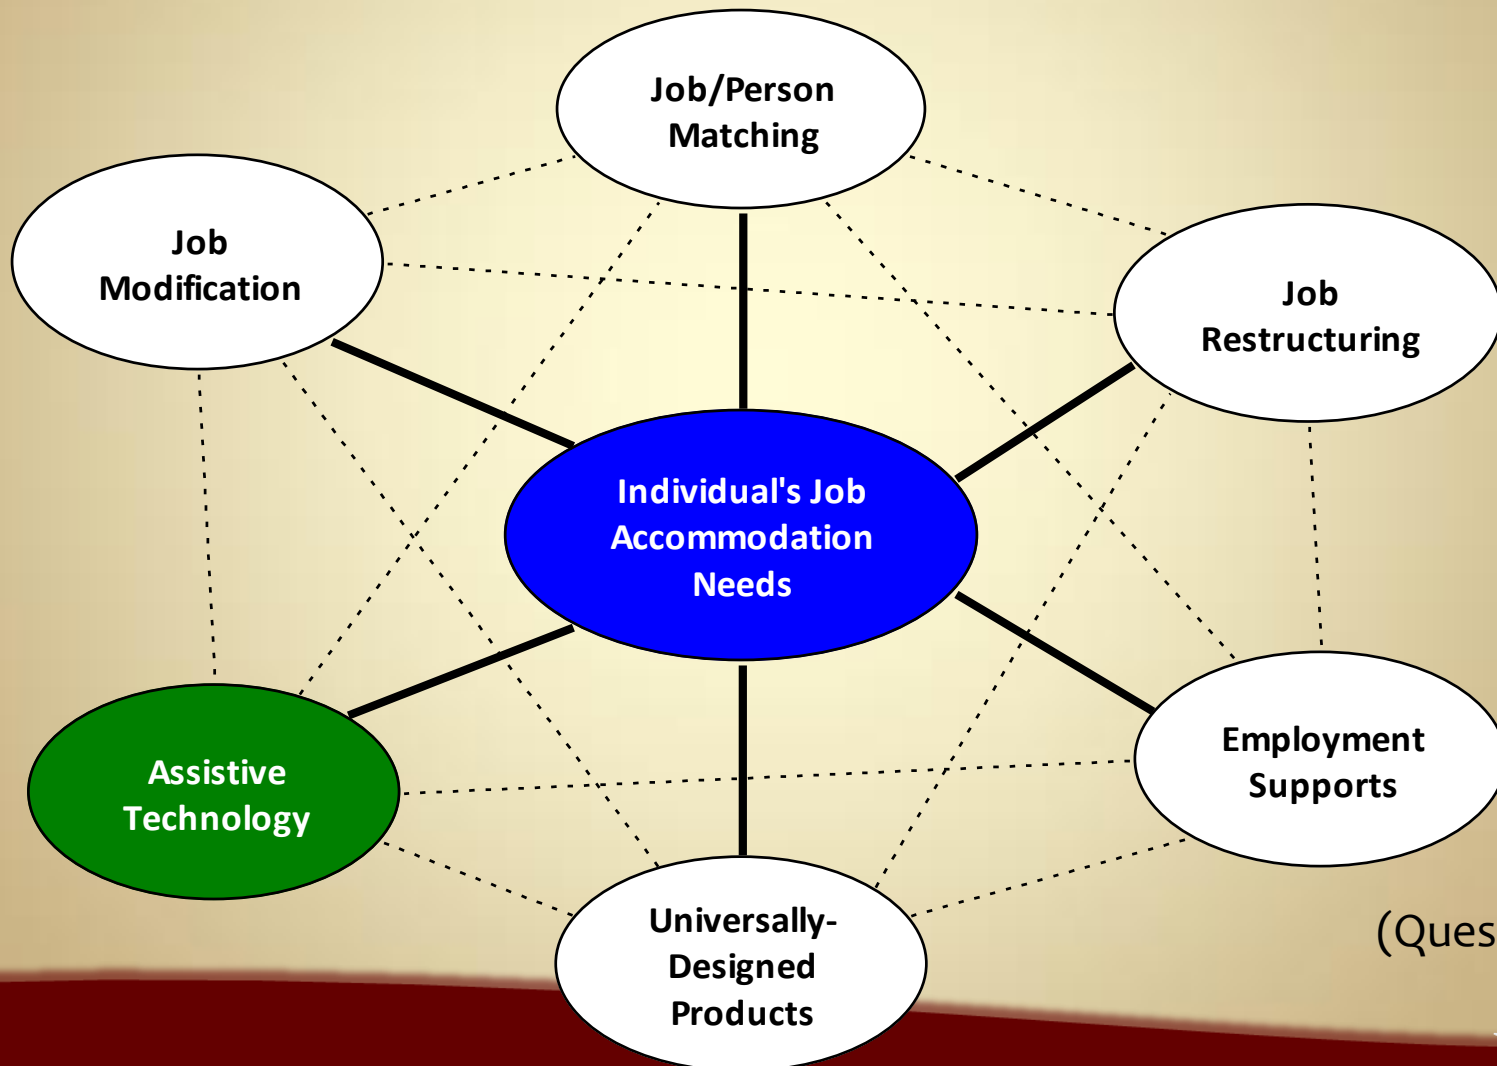 Job/Person
Matching
Job
Modification
Job
Restructuring
Individual's Job
Accommodation
Needs
Assistive
Technology
Employment
Supports
Universally-
Designed
Products
(Ques